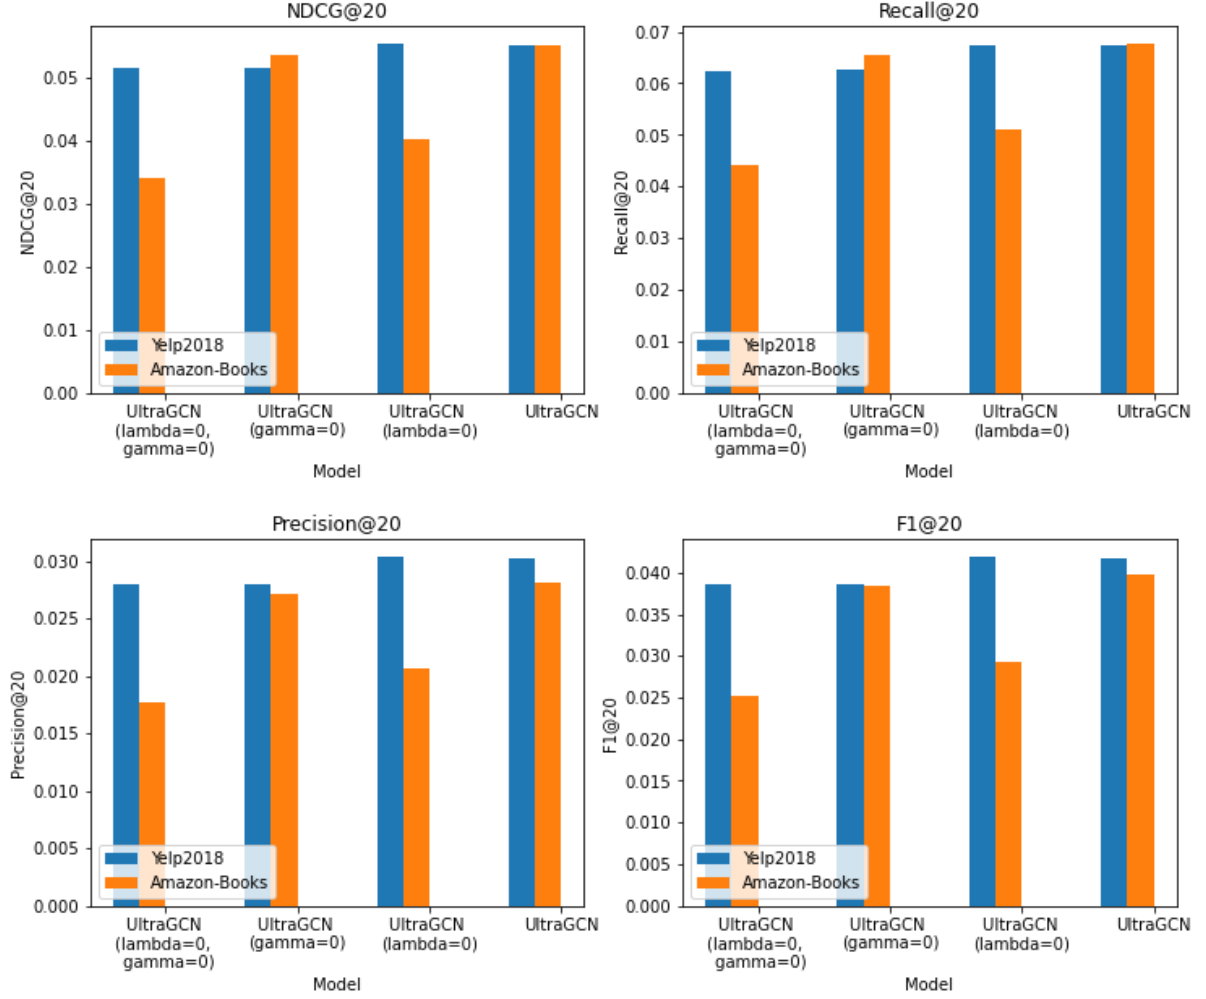 NDCG@20
NDCG@20
0.05
0.04
0.03
0.02
0.01
0.00
Yelp2018
Amazon-Books
UltraGCN
(lambda=0,
gamma=0)
UltraGCN
(gamma=0)
UltraGCN
(lambda=0)
UltraGCN
Model
Recall@20
Recall@20
0.07
0.06
0.05
0.04
0.03
0.02
0.01
0.00
Yelp2018
Amazon-Books
UltraGCN
(lambda=0,
gamma=0)
UltraGCN
(gamma=0)
UltraGCN
(lambda=0)
UltraGCN
Model
Precision@20
Precision@20
0.030
0.025
0.020
0.015
0.010
0.005
0.000
Yelp2018
Amazon-Books
UltraGCN
(lambda=0,
gamma=0)
UltraGCN
(gamma=0)
UltraGCN
(lambda=0)
UltraGCN
Model
F1@20
F1@20
0.040
0.035
0.030
0.025
0.020
0.015
0.010
0.005
0.000
Yelp2018
Amazon-Books
UltraGCN
(lambda=0,
gamma=0)
UltraGCN
(gamma=0)
UltraGCN
(lambda=0)
UltraGCN
Model